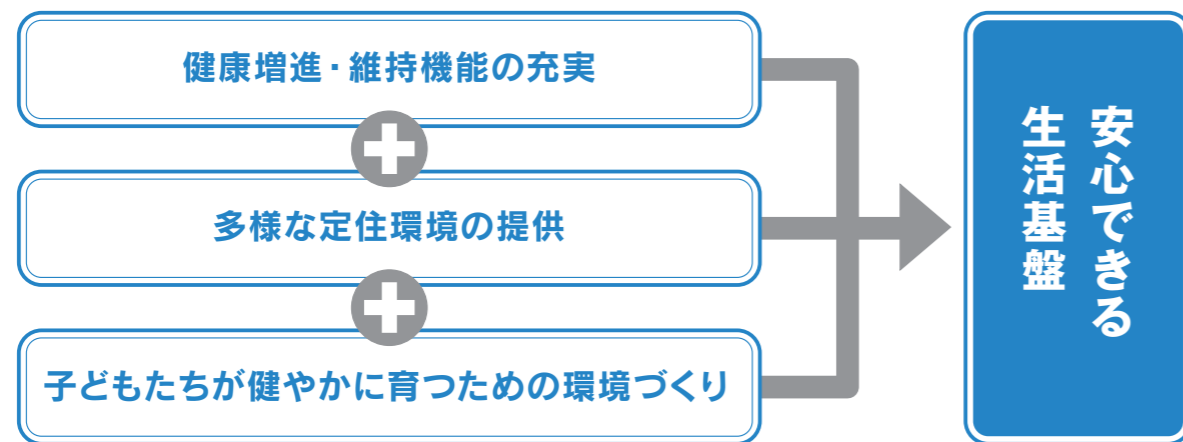 健康増進・維持機能の充実
多様な定住環境の提供
子どもたちが健やかに育つための環境づくり
安心できる
生活基盤